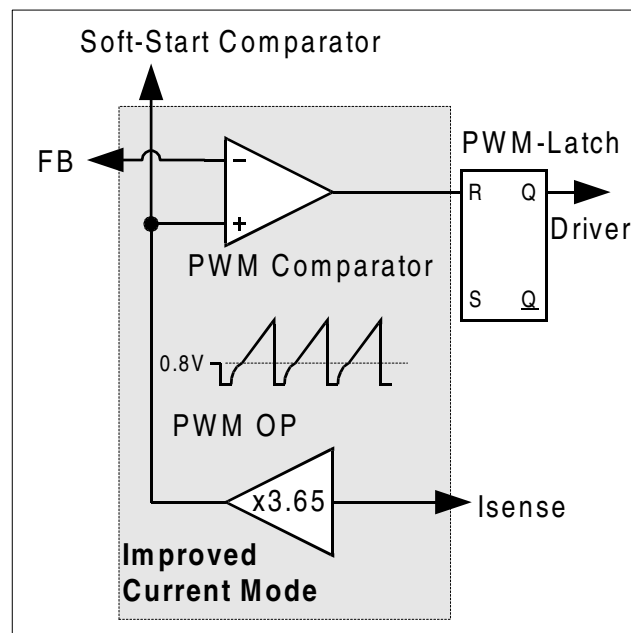 Soft-Start Comparator
FB
PWM-Latch
R Q
Driver
S Q
PWM Comparator
0.8V
PWM OP
x3.65
Isense
Improved
Current Mode